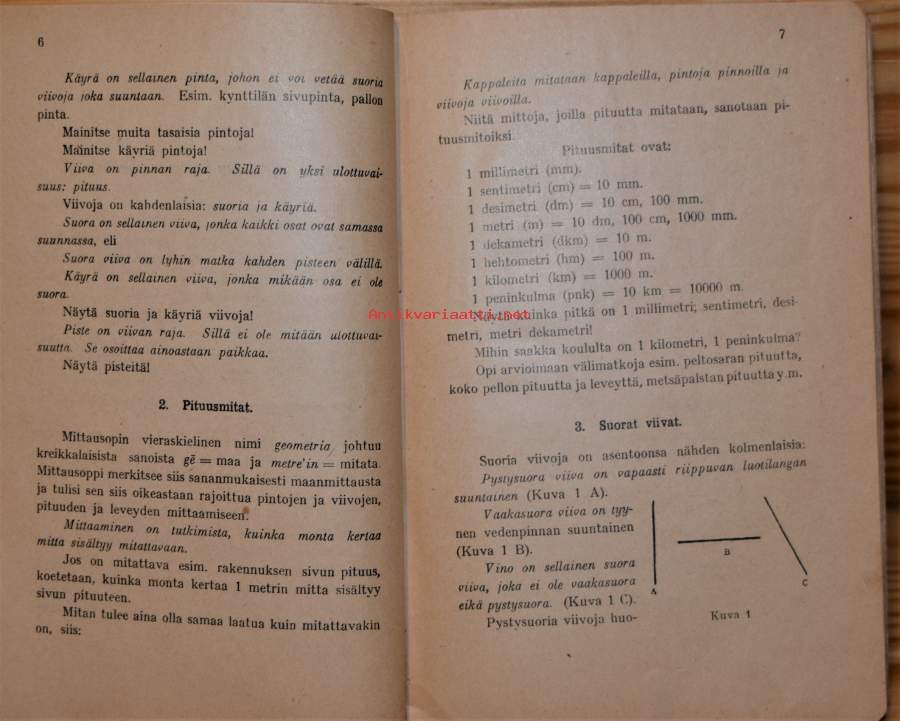 6
Käyrä on sellainen pinta, johon ei voi vetää suoria
viivoja joka suuntaan. Esim. kynttilän sivupinta, pallon
pinta.
Mainitse muita tasaisia pintoja!
Mainitse käyriä pintoja!
Viiva on pinnan raja. Sillä on yksi ulottuvai-
suus: pituus.
Viivoja on kahdenlaisia: suoria ja käyriä.
Suora on sellainen viiva, jonka kaikki osat ovat samassa
suunnassa, eli
Suora viiva on lyhin matka kahden pisteen välillä.
Käyrä on sellainen viiva, jonka mikään osa ei ole
suora.
Näytä suoria ja käyriä viivoja!
Piste on viivan raja. Sillä ei ole mitään ulottuvai-
suutta. Se osoittaa ainoastaan paikkaa.
Näytä pisteitä!
2. Pituusmitat.
Mittausopin vieraskielinen nimi geometria johtuu
kreikkalaisista sanoista gē = maa ja metre'in = mitata.
Mittausoppi merkitsee siis sananmukaisesti maanmittausta
ja tulisi sen siis oikeastaan rajoittua pintojen ja viivojen,
pituuden ja leveyden mittaamiseen.
Mittaaminen on tutkimista, kuinka monta kertaa
mitta sisältyy mitattavaan.
Jos on mitattava esim. rakennuksen sivun pituus,
koetetaan, kuinka monta kertaa 1 metrin mitta sisältyy
sivun pituuteen.
Mitan tulee aina olla samaa laatua kuin mitattavakin
on, siis:
7
Kappaleita mitataan kappaleilla, pintoja pinnoilla ja
viivoja viivoilla.
Niitä mittoja, joilla pituutta mitataan, sanotaan pi-
tuusmitoiksi
Pituusmitat ovat:
1 millimetri (mm).
1 sentimetri (cm) = 10 mm.
1 desimetri (dm) = 10 cm, 100 mm.
1 metri (m) = 10 dm, 100 cm, 1000 mm.
1 dekametri (dkm) = 10 m.
1 hehtometri (hm) = 100 m.
1 kilometri (km) = 1000 m.
1 peninkulma (pnk) = 10 km = 10000 m.
Antikvariaatti.net
Näytä kuinka pitkä on 1 millimetri, sentimetri, desi-
metri, metri dekametri!
Mihin saakka koululta on 1 kilometri, 1 peninkulma?
Opi arvioimaan välimatkoja esim. peltosaran pituutta,
koko pellon pituutta ja leveyttä, metsäpalstan pituutta y.m.
3. Suorat viivat.
Suoria viivoja on asentoonsa nähden kolmenlaisia:
Pystysuora viiva on vapaasti riippuvan luotilangan
suuntainen (Kuva 1 A).
Vaakasuora viiva on tyy-
nen vedenpinnan suuntainen
(Kuva 1 B).
Vino on sellainen suora
viiva, joka ei ole vaakasuora
eikä pystysuora. (Kuva 1 C).
Pystysuoria viivoja huo-
A
B
C
Kuva 1